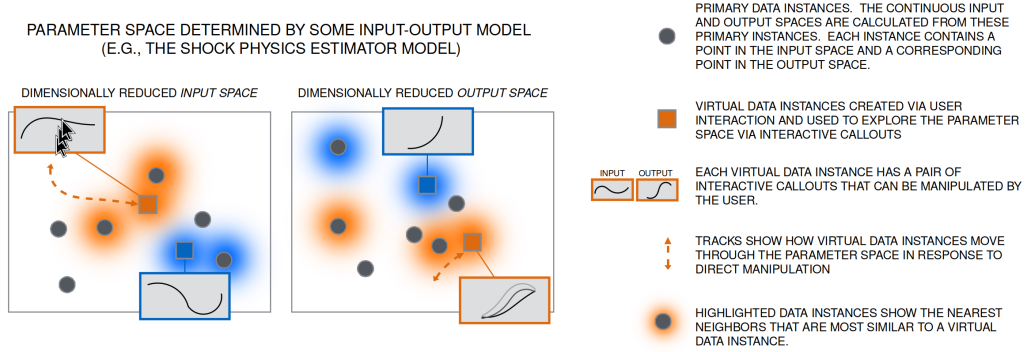 PARAMETER SPACE DETERMINED BY SOME INPUT-OUTPUT MODEL
(E.G., THE SHOCK PHYSICS ESTIMATOR MODEL)
DIMENSIONALLY REDUCED INPUT SPACE
DIMENSIONALLY REDUCED OUTPUT SPACE
PRIMARY DATA INSTANCES. THE CONTINUOUS INPUT
AND OUTPUT SPACES ARE CALCULATED FROM THESE
PRIMARY INSTANCES. EACH INSTANCE CONTAINS A
POINT IN THE INPUT SPACE AND A CORRESPONDING
POINT IN THE OUTPUT SPACE.
VIRTUAL DATA INSTANCES CREATED VIA USER
INTERACTION AND USED TO EXPLORE THE PARAMETER
SPACE VIA INTERACTIVE CALLOUTS
INPUT OUTPUT
EACH VIRTUAL DATA INSTANCE HAS A PAIR OF
INTERACTIVE CALLOUTS THAT CAN BE MANIPULATED BY
THE USER.
TRACKS SHOW HOW VIRTUAL DATA INSTANCES MOVE
THROUGH THE PARAMETER SPACE IN RESPONSE TO
DIRECT MANIPULATION
HIGHLIGHTED DATA INSTANCES SHOW THE NEAREST
NEIGHBORS THAT ARE MOST SIMILAR TO A VIRTUAL
DATA INSTANCE.